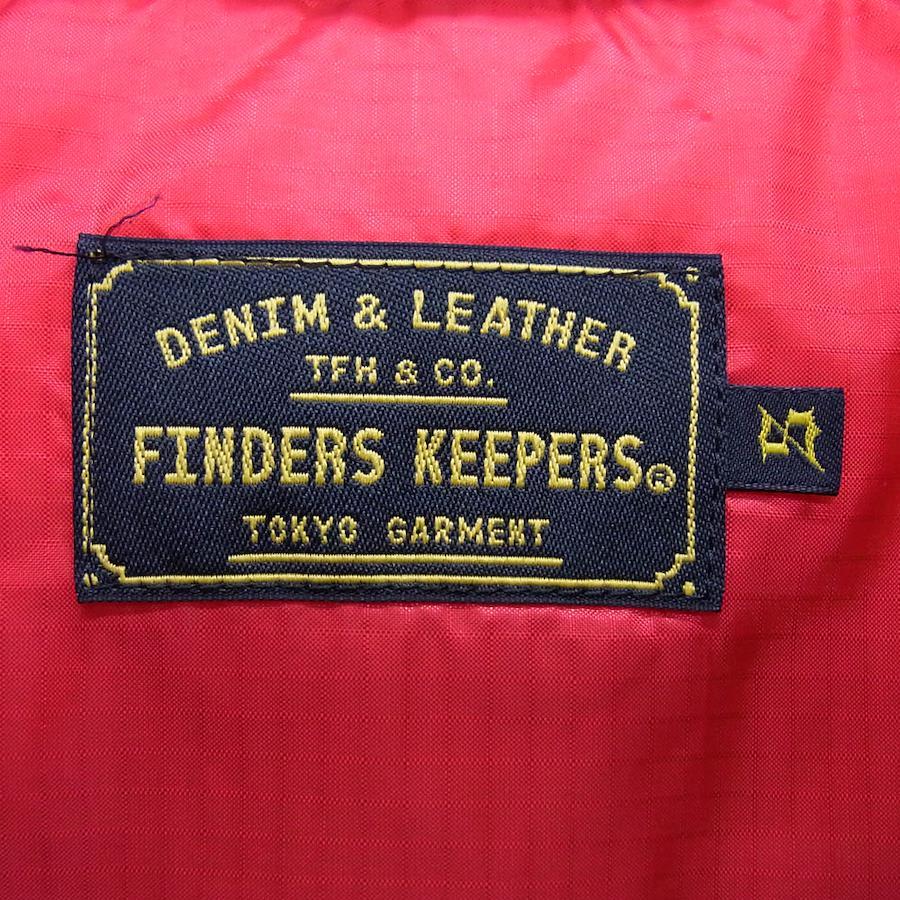 DENIM & LEATHER
TFH & CO.
FINDERS KEEPERS®
TOKYO GARMENT
S